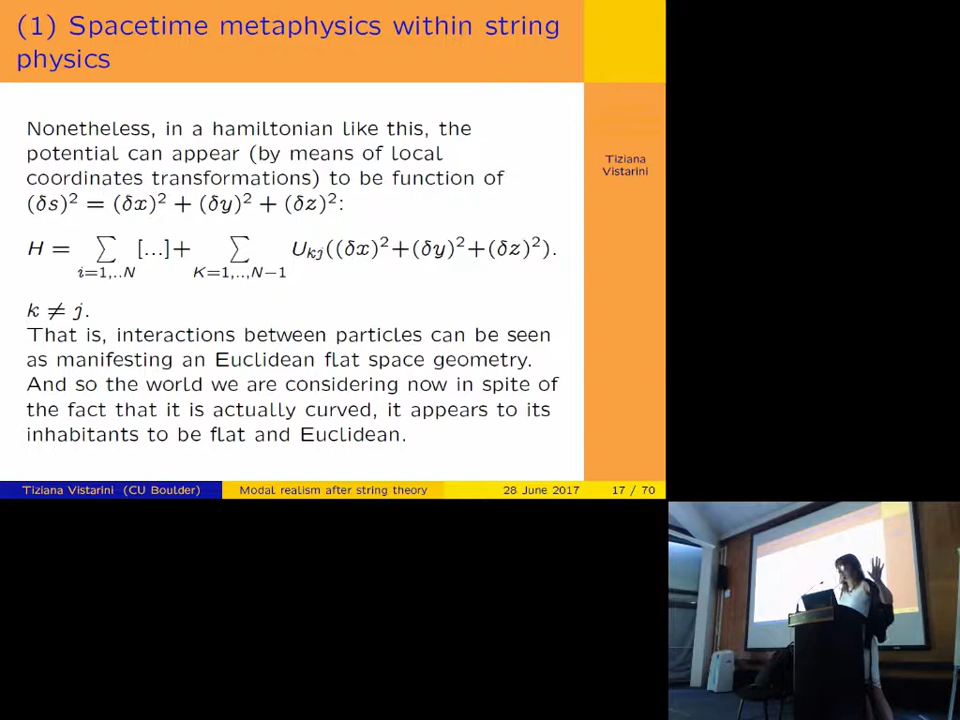 (1) Spacetime metaphysics within string
physics
Nonetheless, in a hamiltonian like this, the
potential can appear (by means of local
coordinates transformations) to be function of
(δs)² = (δx)² + (δy)² + (δz)²:
H = ∑ [...]+ ∑ U_kj((δx)²+(δy)²+(δz)²).
i=1,..N K=1,..,N−1
k ≠ j.
That is, interactions between particles can be seen
as manifesting an Euclidean flat space geometry.
And so the world we are considering now in spite of
the fact that it is actually curved, it appears to its
inhabitants to be flat and Euclidean.
Tiziana
Vistarini
Tiziana Vistarini (CU Boulder) Modal realism after string theory 28 June 2017 17 / 70